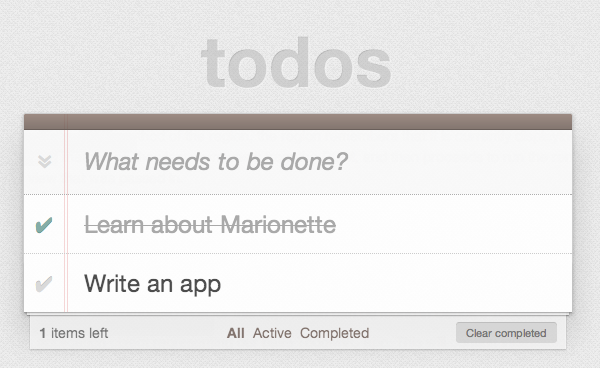 todos
What needs to be done?
Learn about Marionette
Write an app
1 items left All Active Completed Clear completed